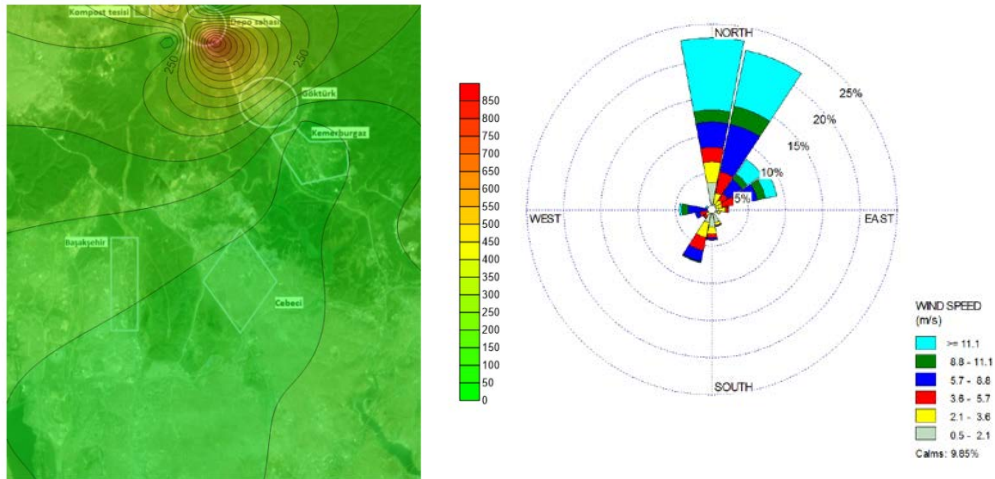 Kompost tesisi
Depo sahası
250
250
Göktürk
Kemerburgaz
Başakşehir
Cebeci
850
800
750
700
650
600
550
500
450
400
350
300
250
200
150
100
50
0
NORTH
25%
20%
15%
10%
5%
WEST
EAST
SOUTH
WIND SPEED
(m/s)
>= 11.1
8.8 - 11.1
5.7 - 8.8
3.6 - 5.7
2.1 - 3.6
0.5 - 2.1
Calms: 9.85%